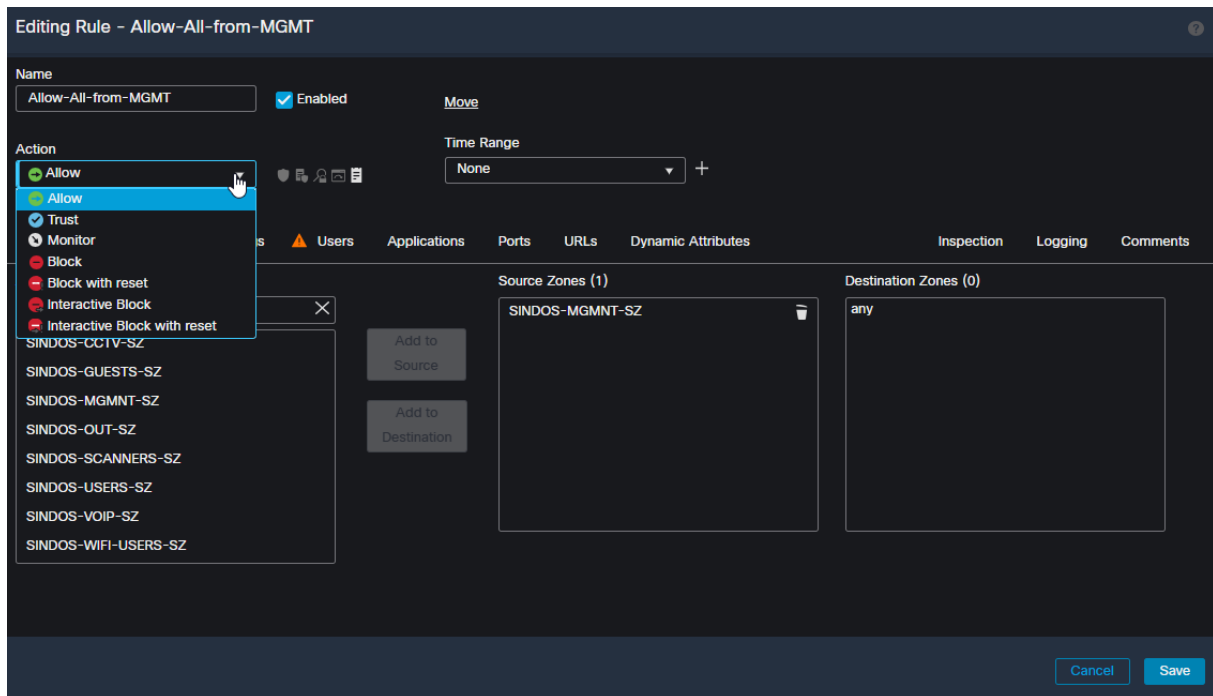 Editing Rule - Allow-All-from-MGMT
?
Name
Allow-All-from-MGMT
Enabled
Move
Action
Time Range
Allow
None
Allow
Trust
Monitor
Block
Block with reset
Interactive Block
Interactive Block with reset
s
Users
Applications
Ports
URLs
Dynamic Attributes
Inspection
Logging
Comments
SINDOS-CCTV-SZ
SINDOS-GUESTS-SZ
SINDOS-MGMNT-SZ
SINDOS-OUT-SZ
SINDOS-SCANNERS-SZ
SINDOS-USERS-SZ
SINDOS-VOIP-SZ
SINDOS-WIFI-USERS-SZ
Add to
Source
Add to
Destination
Source Zones (1)
SINDOS-MGMNT-SZ
Destination Zones (0)
any
Cancel
Save